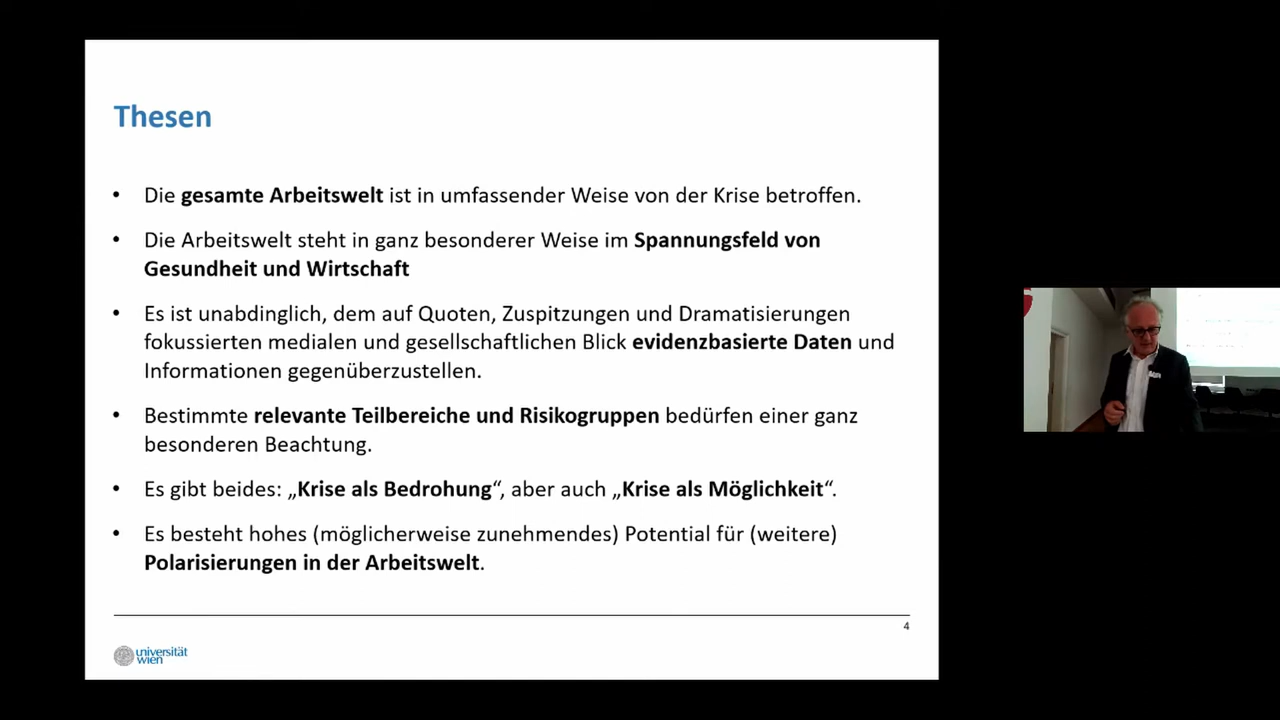 Thesen
• Die gesamte Arbeitswelt ist in umfassender Weise von der Krise betroffen.
• Die Arbeitswelt steht in ganz besonderer Weise im Spannungsfeld von
Gesundheit und Wirtschaft
• Es ist unabdinglich, dem auf Quoten, Zuspitzungen und Dramatisierungen
fokussierten medialen und gesellschaftlichen Blick evidenzbasierte Daten und
Informationen gegenüberzustellen.
• Bestimmte relevante Teilbereiche und Risikogruppen bedürfen einer ganz
besonderen Beachtung.
• Es gibt beides: „Krise als Bedrohung“, aber auch „Krise als Möglichkeit“.
• Es besteht hohes (möglicherweise zunehmendes) Potential für (weitere)
Polarisierungen in der Arbeitswelt.
4
universität
wien